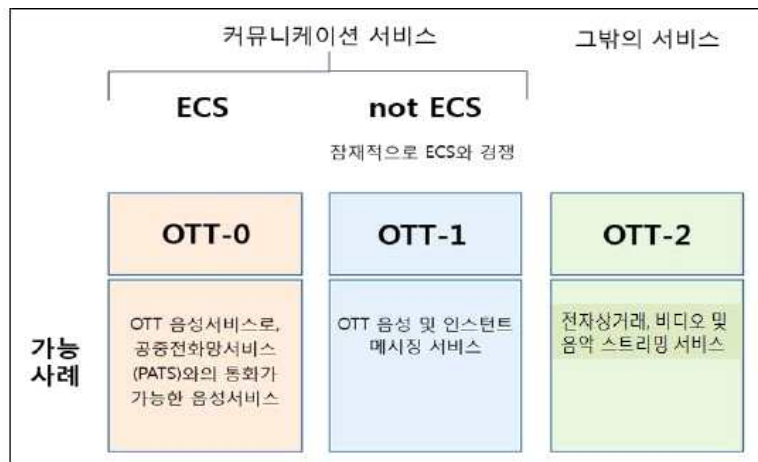 커뮤니케이션 서비스
그밖의 서비스
ECS
not ECS
잠재적으로 ECS와 경쟁
OTT-0
OTT-1
OTT-2
가능
사례
OTT 음성서비스로,
공중전화망서비스
(PATS)와의 통화가
가능한 음성서비스
OTT 음성 및 인스턴트
메시징 서비스
전자상거래, 비디오 및
음악 스트리밍 서비스